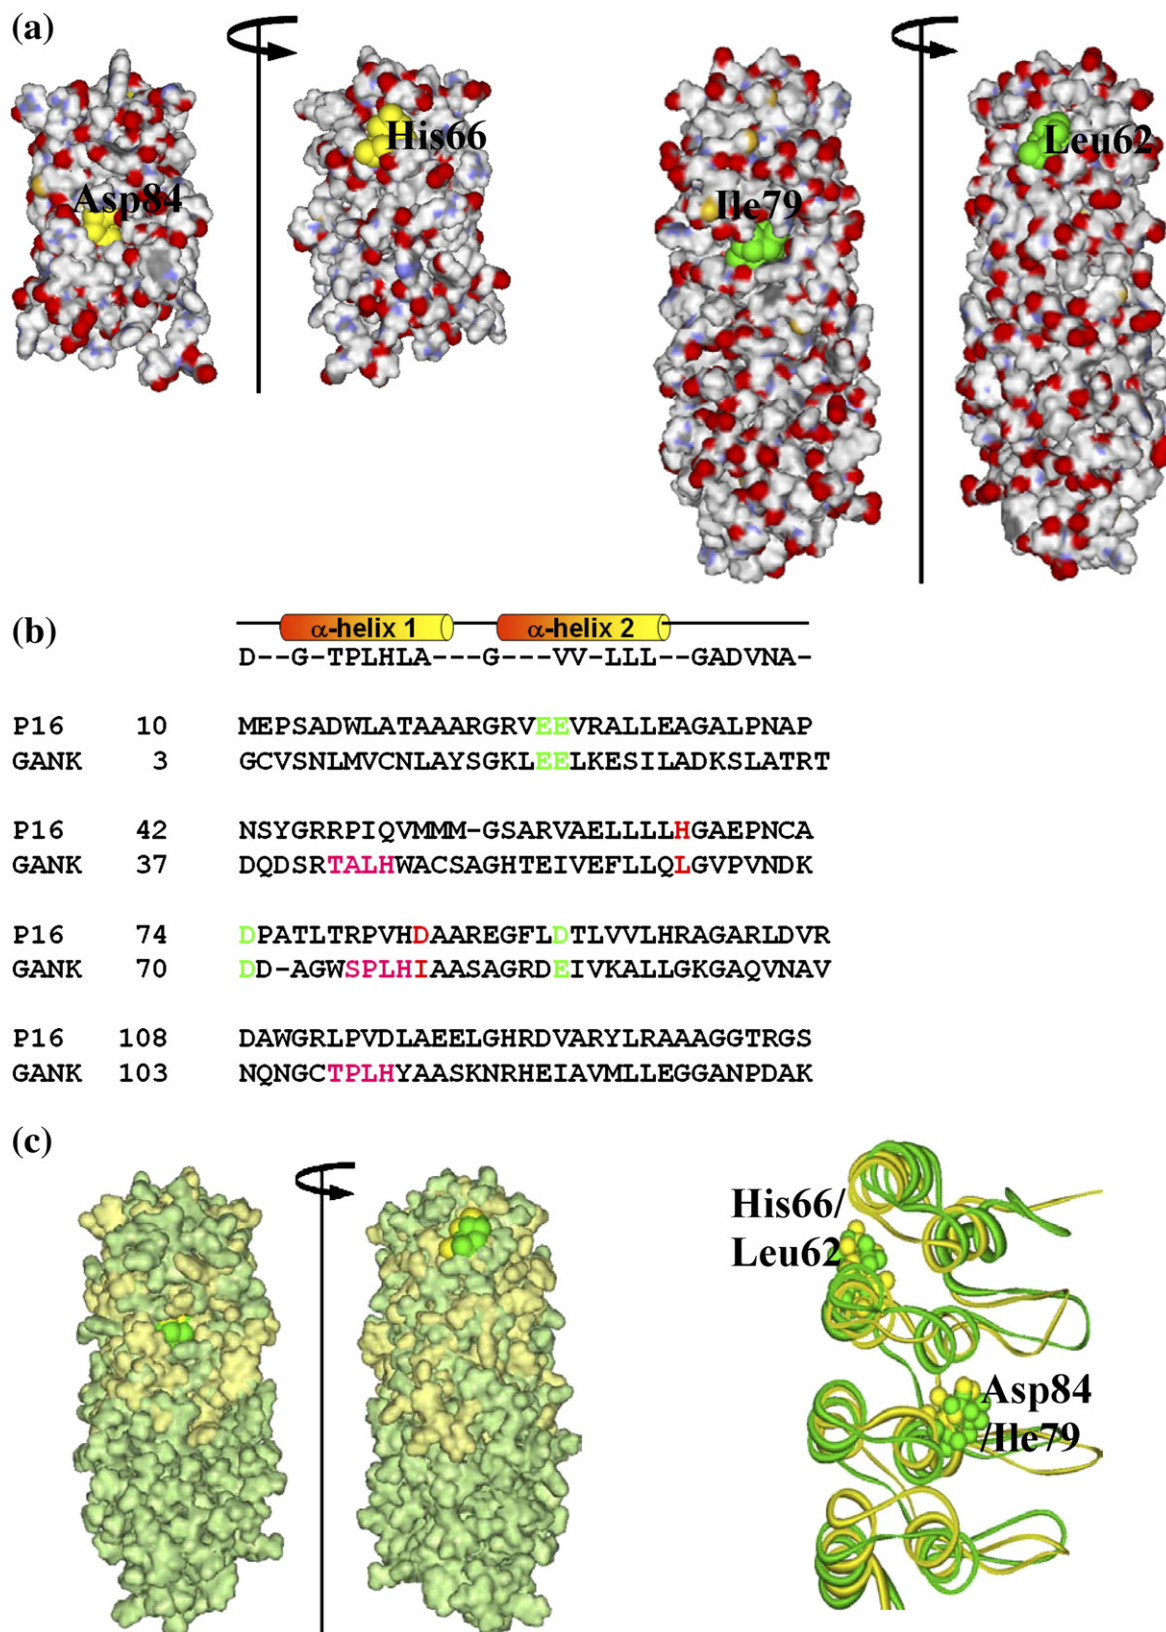 (a)
His66
Asp84
Ile79
Leu62
(b)
α-helix 1 α-helix 2
D--G-TPLHLA---G---VV-LLL--GADVNA-
P16 10 MEPSADWLATAAARGRVEEVRALLEAGALPNAP
GANK 3 GCVSNLMVCNLAYSGKLEELKESILADKSLATRT
P16 42 NSYGRRPIQVMMM-GSARVAELLLLHGAEPNCA
GANK 37 DQDSRTALHWACSAGHTEIVEFLLQLGVPVNDK
P16 74 DPATLTRPVHDAAREGFLDTLVVLHRAGARLDVR
GANK 70 DD-AGWSPLHIAASAGRDEIVKALLGKGAQVNAV
P16 108 DAWGRLPVDLAEELGHRDVARYLRAAAGGTRGS
GANK 103 NQNGCTPLHYAASKNRHEIAVMLLEGGANPDAK
(c)
His66/
Leu62
Asp84
/Ile79